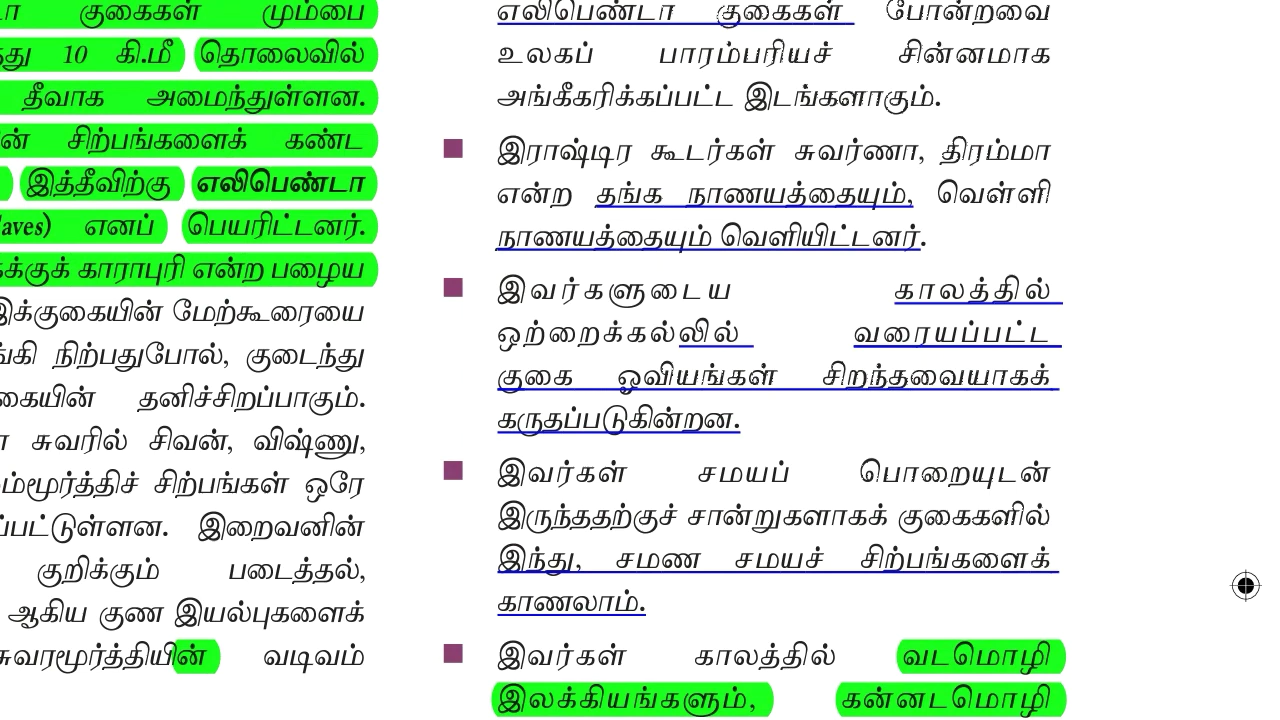 குகைகள் மும்பை
10 கி.மீ தொலைவில்
தீவாக அமைந்துள்ளன.
சிற்பங்களைக் கண்ட
இத்தீவிற்கு எலிபெண்டா
எனப் பெயரிட்டனர்.
காராபுரி என்ற பழைய
இக்குகையின் மேற்கூரையை
நிற்பதுபோல், குடைந்து
தனிச்சிறப்பாகும்.
சுவரில் சிவன், விஷ்ணு,
சிற்பங்கள் ஒரே
இறைவனின்
குறிக்கும் படைத்தல்,
ஆகிய குண இயல்புகளைக்
வடிவம்
எலிபெண்டா குகைகள் போன்றவை
உலகப் பாரம்பரியச் சின்னமாக
அங்கீகரிக்கப்பட்ட இடங்களாகும்.
இராஷ்டிர கூடர்கள் சுவர்ணா, திரம்மா
என்ற தங்க நாணயத்தையும், வெள்ளி
நாணயத்தையும் வெளியிட்டனர்.
இவர்களுடைய காலத்தில்
ஒற்றைக்கல்லில் வரையப்பட்ட
குகை ஓவியங்கள் சிறந்தவையாகக்
கருதப்படுகின்றன.
இவர்கள் சமயப் பொறையுடன்
இருந்ததற்குச் சான்றுகளாகக் குகைகளில்
இந்து, சமண சமயச் சிற்பங்களைக்
காணலாம்.
இவர்கள் காலத்தில் வடமொழி
இலக்கியங்களும், கன்னடமொழி